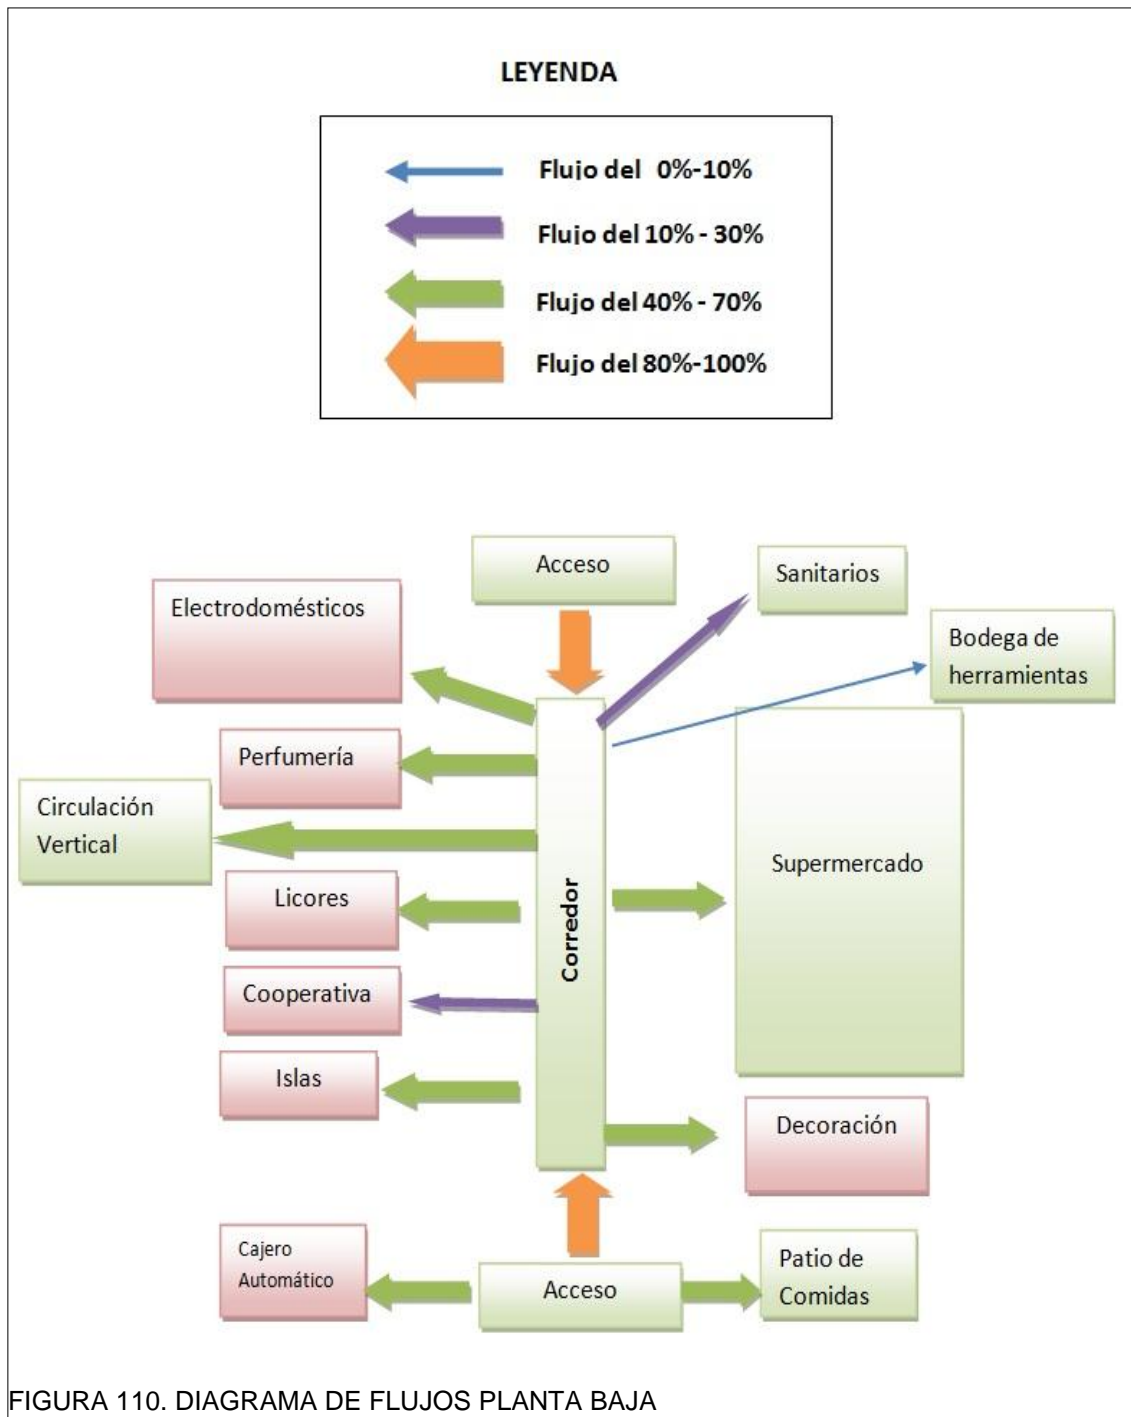 LEYENDA
Flujo del 0%-10%
Flujo del 10% - 30%
Flujo del 40% - 70%
Flujo del 80%-100%
Acceso
Sanitarios
Electrodomésticos
Bodega de
herramientas
Perfumería
Circulación
Vertical
Supermercado
Licores
Corredor
Cooperativa
Islas
Decoración
Cajero
Automático
Acceso
Patio de
Comidas
FIGURA 110. DIAGRAMA DE FLUJOS PLANTA BAJA